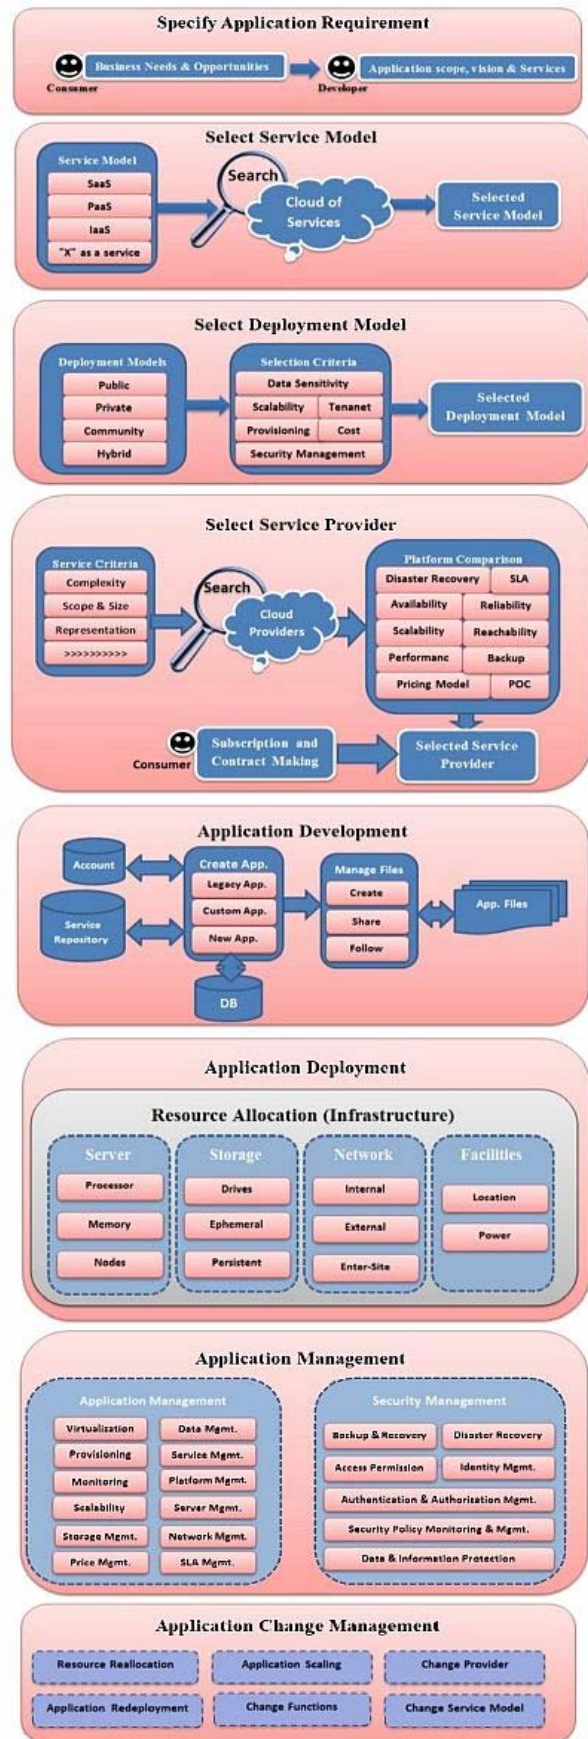 Specify Application Requirement
Business Needs & Opportunities
Application scope, vision & Services
Consumer
Developer
Select Service Model
Service Model
SaaS
PaaS
IaaS
"X" as a service
Search
Cloud of
Services
Selected
Service Model
Select Deployment Model
Deployment Models
Public
Private
Community
Hybrid
Selection Criteria
Data Sensitivity
Scalability
Tenanet
Provisioning
Cost
Security Management
Selected
Deployment Model
Select Service Provider
Service Criteria
Complexity
Scope & Size
Representation
>>>>>>>>>>
Search
Cloud
Providers
Platform Comparison
Disaster Recovery
SLA
Availability
Reliability
Scalability
Reachability
Performanc
Backup
Pricing Model
POC
Consumer
Subscription and
Contract Making
Selected Service
Provider
Application Development
Account
Service
Repository
Create App.
Legacy App.
Custom App.
New App.
DB
Manage Files
Create
Share
Follow
App. Files
Application Deployment
Resource Allocation (Infrastructure)
Server
Processor
Memory
Nodes
Storage
Drives
Ephemeral
Persistent
Network
Internal
External
Enter-Site
Facilities
Location
Power
Application Management
Application Management
Virtualization
Data Mgmt.
Provisioning
Service Mgmt.
Monitoring
Platform Mgmt.
Scalability
Server Mgmt.
Storage Mgmt.
Network Mgmt.
Price Mgmt.
SLA Mgmt.
Security Management
Backup & Recovery
Disaster Recovery
Access Permission
Identity Mgmt.
Authentication & Authorization Mgmt.
Security Policy Monitoring & Mgmt.
Data & Information Protection
Application Change Management
Resource Reallocation
Application Scaling
Change Provider
Application Redeployment
Change Functions
Change Service Model